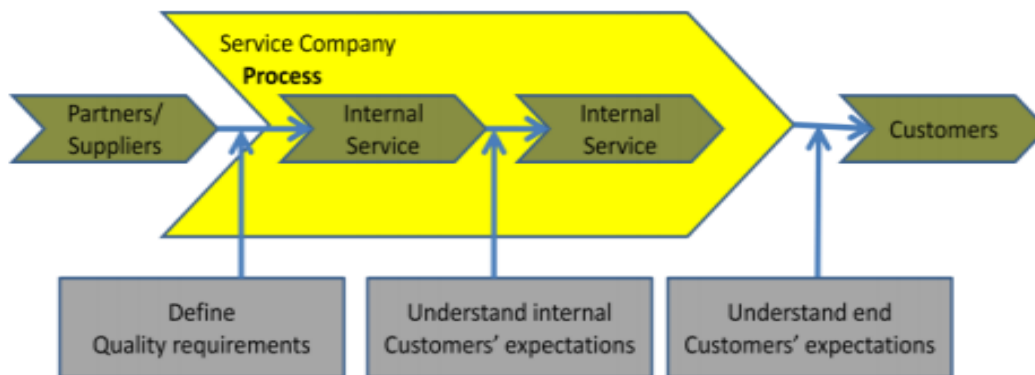 Service Company
Process
Partners/
Suppliers
Internal
Service
Internal
Service
Customers
Define
Quality requirements
Understand internal
Customers' expectations
Understand end
Customers' expectations